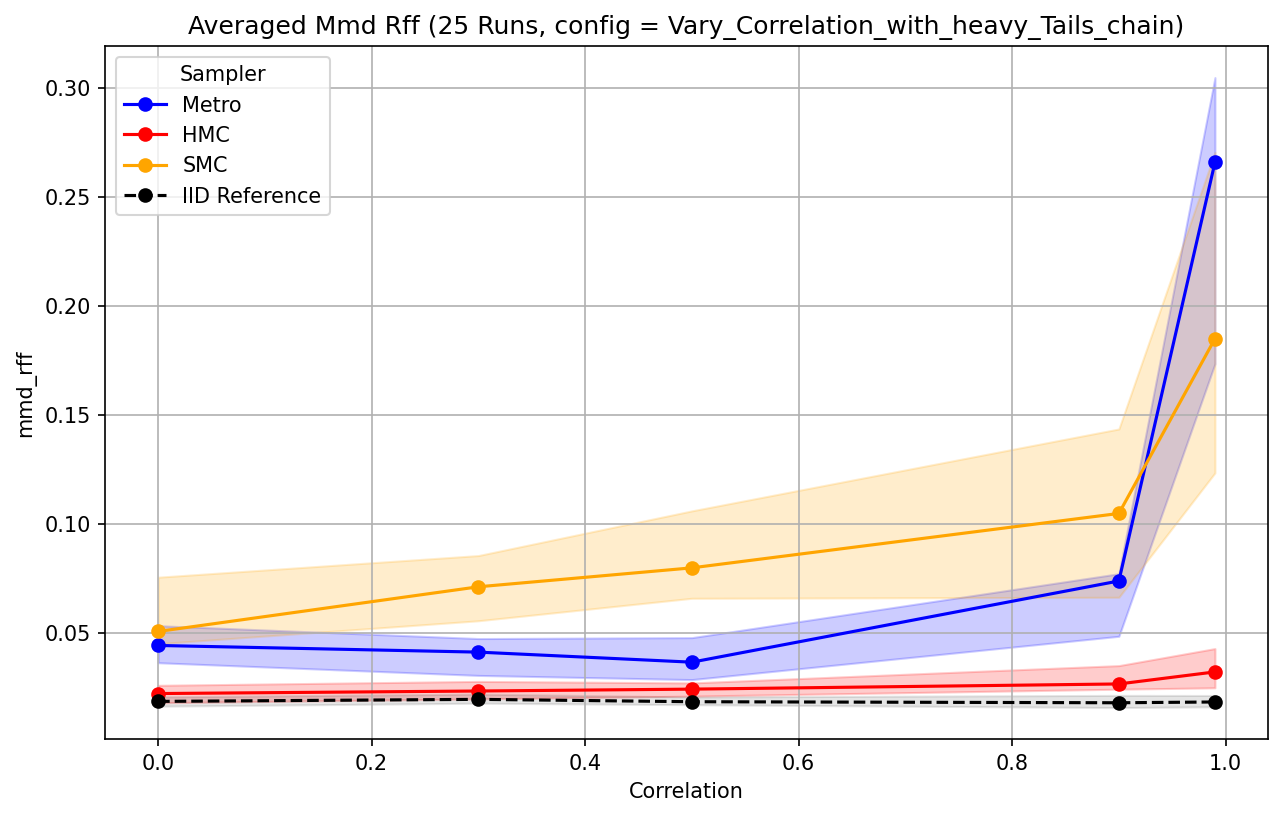 Averaged Mmd Rff (25 Runs, config = Vary_Correlation_with_heavy_Tails_chain)
Sampler
Metro
HMC
SMC
IID Reference
mmd_rff
0.30
0.25
0.20
0.15
0.10
0.05
0.0
0.2
0.4
0.6
0.8
1.0
Correlation